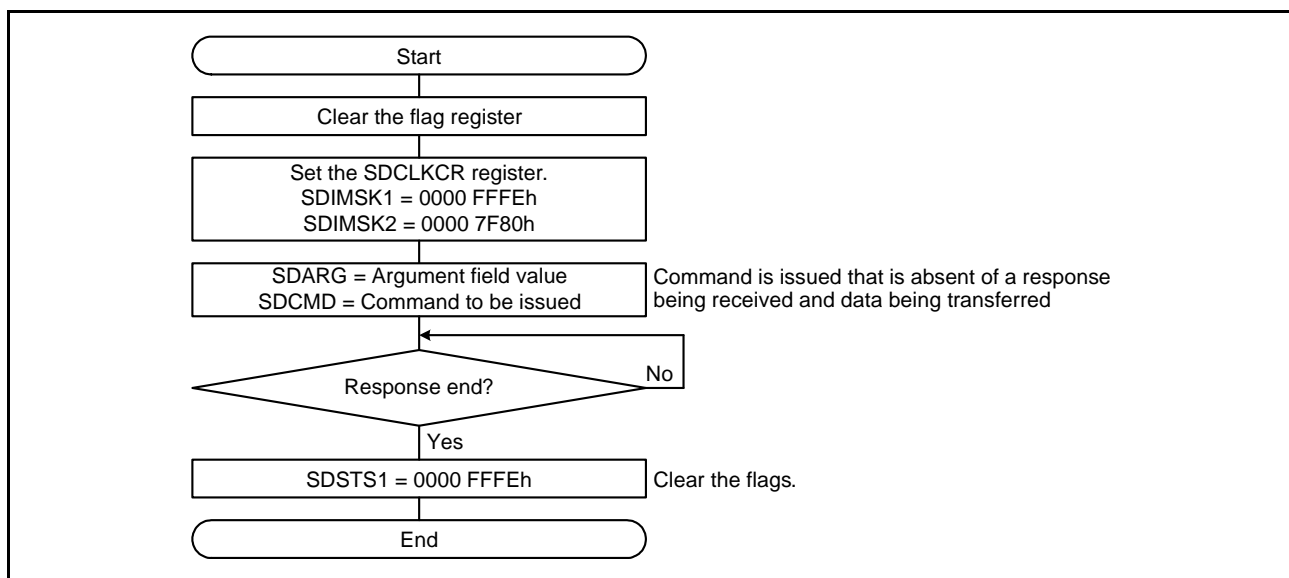 Start
Clear the flag register
Set the SDCLKCR register.
SDIMSK1 = 0000 FFFEh
SDIMSK2 = 0000 7F80h
SDARG = Argument field value
SDCMD = Command to be issued
Command is issued that is absent of a response
being received and data being transferred
Response end?
No
Yes
SDSTS1 = 0000 FFFEh
Clear the flags.
End